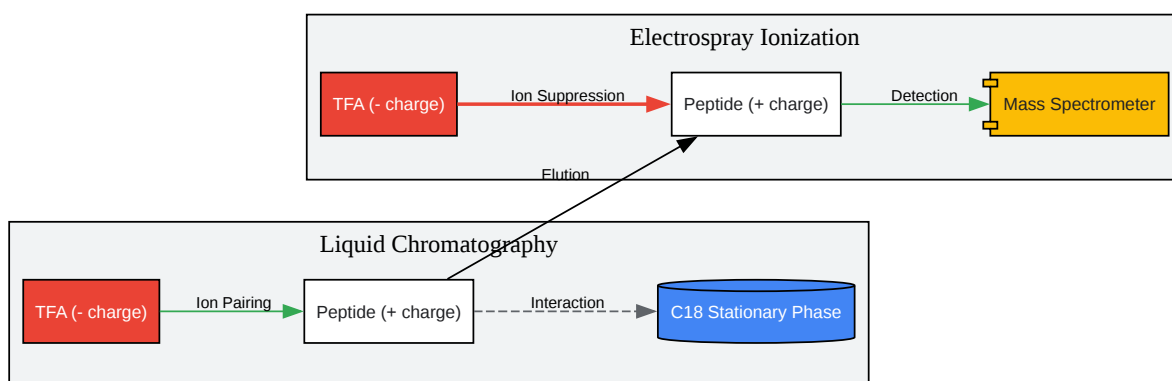 Electrospray Ionization
TFA (- charge)
Ion Suppression
Peptide (+ charge)
Detection
Mass Spectrometer
Elution
Liquid Chromatography
TFA (- charge)
Ion Pairing
Peptide (+ charge)
Interaction
C18 Stationary Phase